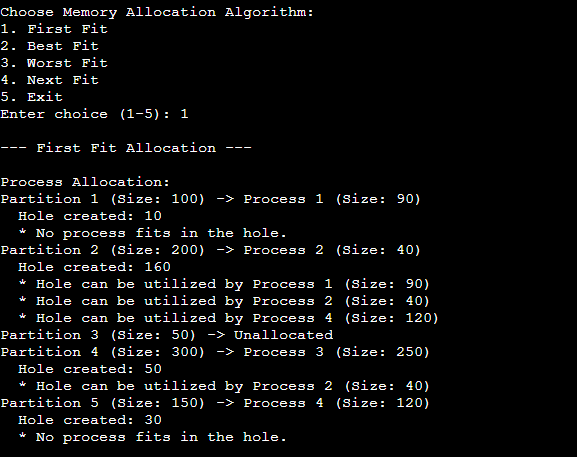 Choose Memory Allocation Algorithm:
1. First Fit
2. Best Fit
3. Worst Fit
4. Next Fit
5. Exit
Enter choice (1-5): 1
--- First Fit Allocation ---
Process Allocation:
Partition 1 (Size: 100) -> Process 1 (Size: 90)
  Hole created: 10
  * No process fits in the hole.
Partition 2 (Size: 200) -> Process 2 (Size: 40)
  Hole created: 160
  * Hole can be utilized by Process 1 (Size: 90)
  * Hole can be utilized by Process 2 (Size: 40)
  * Hole can be utilized by Process 4 (Size: 120)
Partition 3 (Size: 50) -> Unallocated
Partition 4 (Size: 300) -> Process 3 (Size: 250)
  Hole created: 50
  * Hole can be utilized by Process 2 (Size: 40)
Partition 5 (Size: 150) -> Process 4 (Size: 120)
  Hole created: 30
  * No process fits in the hole.